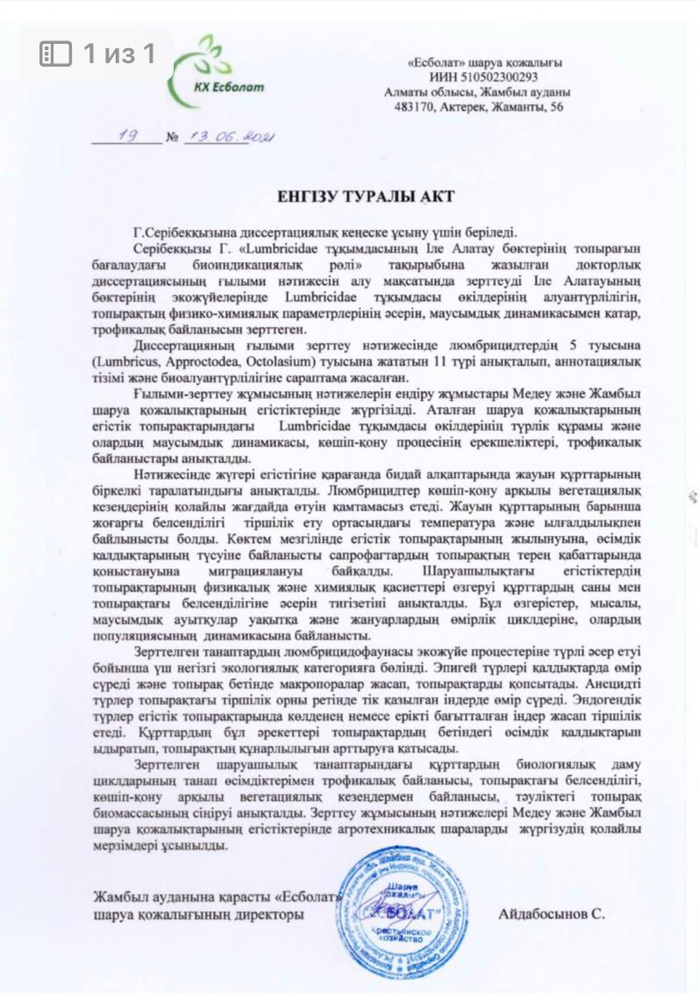 1 из 1
КХ Есболат
«Есболат» шаруа қожалығы
ИИН 510502300293
Алматы облысы, Жамбыл ауданы
483170, Актерек, Жаманты, 56
19 № 13.06.2021
ЕНГІЗУ ТУРАЛЫ АКТ
Г.Серібекқызына диссертациялық кеңеске ұсыну үшін беріледі.
Серібекқызы Г. «Lumbricidae тұқымдасының Іле Алатау бөктерінің топырағын
бағалаудағы биоиндикациялық рөлі» тақырыбына жазылған докторлық
диссертациясының ғылыми нәтижесін алу мақсатында зерттеуді Іле Алатауының
бөктерінің экожүйелерінде Lumbricidae тұқымдасы өкілдерінің алуантүрлілігін,
топырақтың физико-химиялық параметрлерінің әсерін, маусымдық динамикасымен қатар,
трофикалық байланысын зерттеген.
Диссертацияның ғылыми зерттеу нәтижесінде люмбрицидтердің 5 туысына
(Lumbricus, Approctodea, Octolasium) туысына жататын 11 түрі анықталып, аннотациялық
тізімі және биоалуантүрлілігіне сараптама жасалған.
Ғылыми-зерттеу жұмысының нәтижелерін ендіру жұмыстары Медеу және Жамбыл
шаруа қожалықтарының егістіктерінде жүргізілді. Аталған шаруа қожалықтарының
егістік топырақтарындағы Lumbricidae тұқымдасы өкілдерінің түрлік құрамы және
олардың маусымдық динамикасы, көшіп-қону процесінің ерекшеліктері, трофикалық
байланыстары анықталды.
Нәтижесінде жүгері егістігіне қарағанда бидай алқаптарында жауын құрттарының
біркелкі таралатындығы анықталды. Люмбрицидтер көшіп-қону арқылы вегетациялық
кезеңдерінің қолайлы жағдайда өтуін қамтамасыз етеді. Жауын құрттарының барынша
жоғарғы белсенділігі тіршілік ету ортасындағы температура және ылғалдылықпен
байлынысты болды. Көктем мезгілінде егістік топырақтарының жылынуына, өсімдік
қалдықтарының түсуіне байланысты сапрофагтардың топырақтың терең қабаттарында
қоныстануына миграциялануы байқалды. Шаруашылықтағы егістіктердің
топырақтарының физикалық және химиялық қасиеттері өзгеруі құрттардың саны мен
топырақтағы белсенділігіне әсерін тигізетіні анықталды. Бұл өзгерістер, мысалы,
маусымдық ауытқулар уақытқа және жануарлардың өмірлік циклдеріне, олардың
популяциясының динамикасына байланысты.
Зерттелген танаптардың люмбрицидофаунасы экожүйе процестеріне түрлі әсер етуі
бойынша үш негізгі экологиялық категорияға бөлінді. Эпигей түрлері қалдықтарда өмір
сүреді және топырақ бетінде макропоралар жасап, топырақтарды қопсытады. Анецидті
түрлер топырақтағы тіршілік орны ретінде тік қазылған індерде өмір сүреді. Эндогендік
түрлер егістік топырақтарында көлденең немесе ерікті бағытталған індер жасап тіршілік
етеді. Құрттардың бұл әрекеттері топырақтардың бетіндегі өсімдік қалдықтарын
ыдыратып, топырақтың құнарлылығын арттыруға қатысады.
Зерттелген шаруашылық танаптарындағы құрттардың биологиялық даму
циклдарының танап өсімдіктерімен трофикалық байланысы, топырақтағы белсенділігі,
көшіп-қону арқылы вегетациялық кезеңдермен байланысы, тәуліктегі топырақ
биомассасының сіңіруі анықталды. Зерттеу жұмысының нәтижелері Медеу және Жамбыл
шаруа қожалықтарының егістіктерінде агротехникалық шараларды жүргізудің қолайлы
мерзімдері ұсынылды.
Жамбыл ауданына қарасты «Есболат»
шаруа қожалығының директоры
Айдабосынов С.
Шаруа
қожалығы
Крестьянское
хозяйство